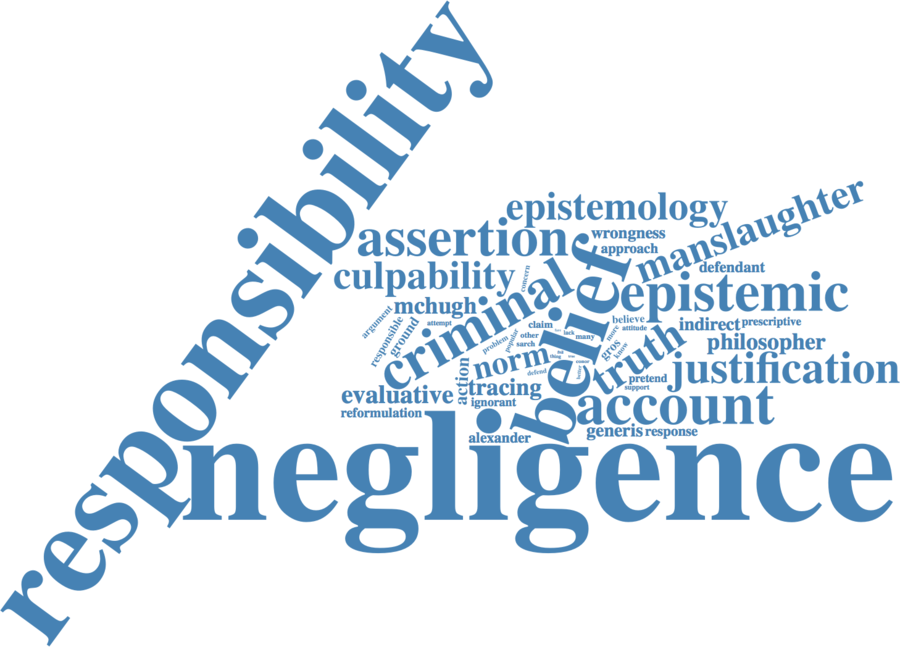 responsibility
epistemology
manslaughter
assertion
wrongness
approach
culpability
concern
criminal
belief
defendant
epistemic
mchugh
argument
responsible
ground
attempt
claim
believe
attitude
indirect
prescriptive
problem
popular
other
sarch
lack
many
more
gros
know
truth
philosopher
norm
defend
action
tracing
ignorant
pretend
support
justification
evaluative
reformulation
account
alexander
generis
response
negligence